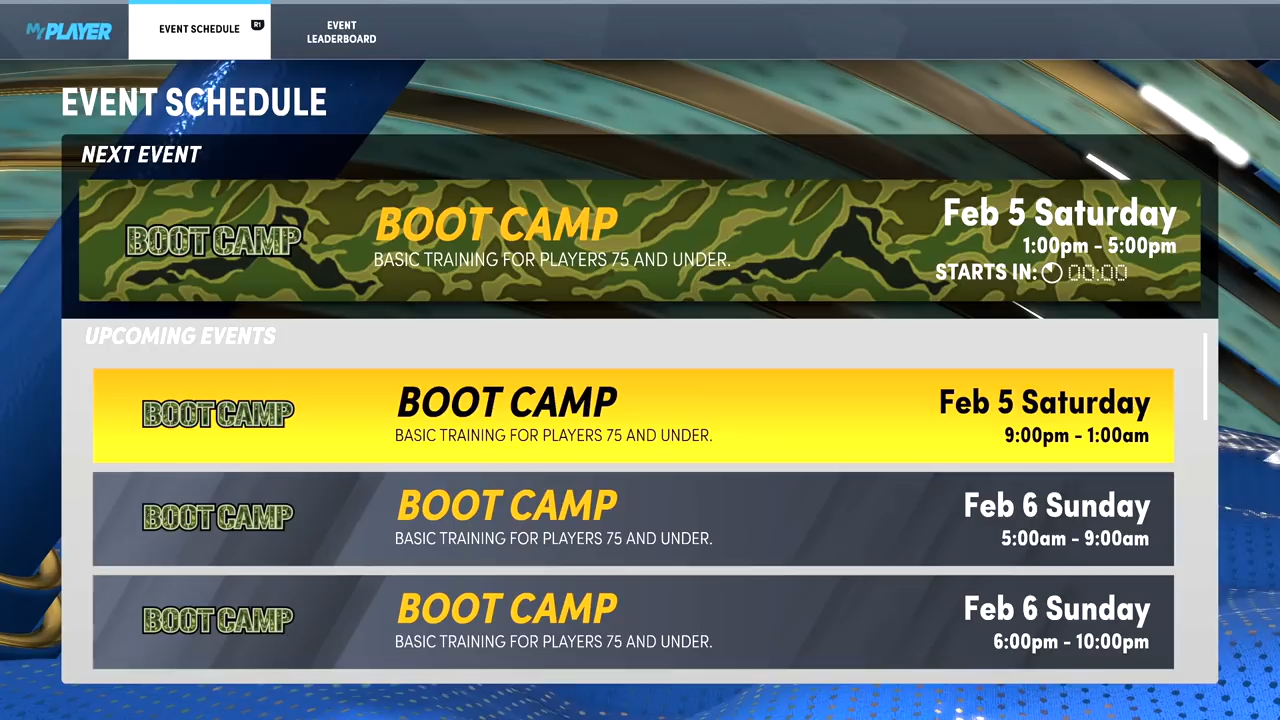 MyPLAYER
EVENT SCHEDULE
R1
EVENT
LEADERBOARD
EVENT SCHEDULE
NEXT EVENT
BOOT CAMP
BOOT CAMP
BASIC TRAINING FOR PLAYERS 75 AND UNDER.
Feb 5 Saturday
1:00pm - 5:00pm
STARTS IN: 00:00
UPCOMING EVENTS
BOOT CAMP
BOOT CAMP
BASIC TRAINING FOR PLAYERS 75 AND UNDER.
Feb 5 Saturday
9:00pm - 1:00am
BOOT CAMP
BOOT CAMP
BASIC TRAINING FOR PLAYERS 75 AND UNDER.
Feb 6 Sunday
5:00am - 9:00am
BOOT CAMP
BOOT CAMP
BASIC TRAINING FOR PLAYERS 75 AND UNDER.
Feb 6 Sunday
6:00pm - 10:00pm